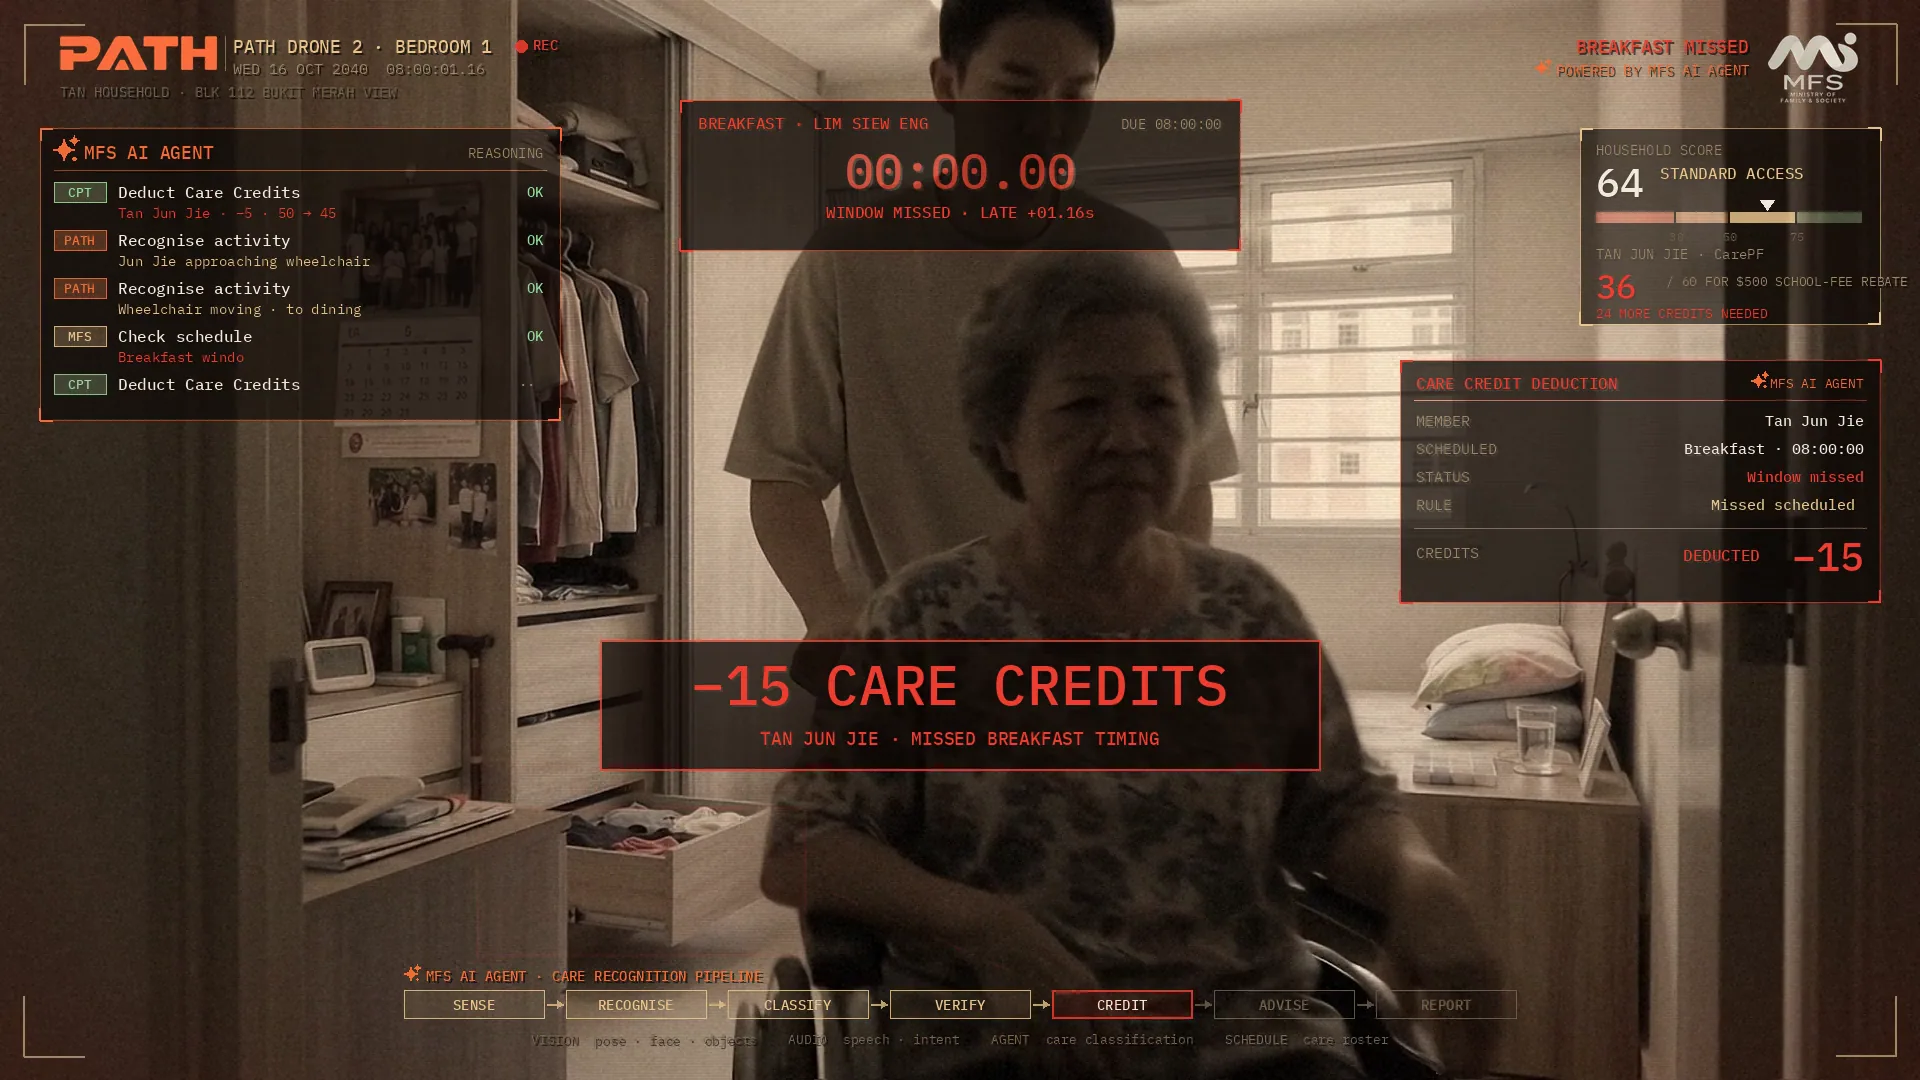 PATH
PATH DRONE 2 · BEDROOM 1
REC
WED 16 OCT 2040 08:00:01.16
TAN HOUSEHOLD · BLK 112 BUKIT MERAH VIEW
BREAKFAST MISSED
POWERED BY MFS AI AGENT
MFS
MINISTRY OF
FAMILY & SOCIETY
MFS AI AGENT
REASONING
CPT Deduct Care Credits OK
Tan Jun Jie · −5 · 50 → 45
PATH Recognise activity OK
Jun Jie approaching wheelchair
PATH Recognise activity OK
Wheelchair moving · to dining
MFS Check schedule OK
Breakfast windo
CPT Deduct Care Credits ··
BREAKFAST · LIM SIEW ENG
DUE 08:00:00
00:00.00
WINDOW MISSED · LATE +01.16s
HOUSEHOLD SCORE
64 STANDARD ACCESS
30 50 75
TAN JUN JIE · CarePF
36 / 60 FOR $500 SCHOOL-FEE REBATE
24 MORE CREDITS NEEDED
CARE CREDIT DEDUCTION
MFS AI AGENT
MEMBER Tan Jun Jie
SCHEDULED Breakfast · 08:00:00
STATUS Window missed
RULE Missed scheduled
CREDITS DEDUCTED −15
−15 CARE CREDITS
TAN JUN JIE · MISSED BREAKFAST TIMING
MFS AI AGENT · CARE RECOGNITION PIPELINE
SENSE RECOGNISE CLASSIFY VERIFY CREDIT ADVISE REPORT
VISION pose · face · objects AUDIO speech · intent AGENT care classification SCHEDULE care roster